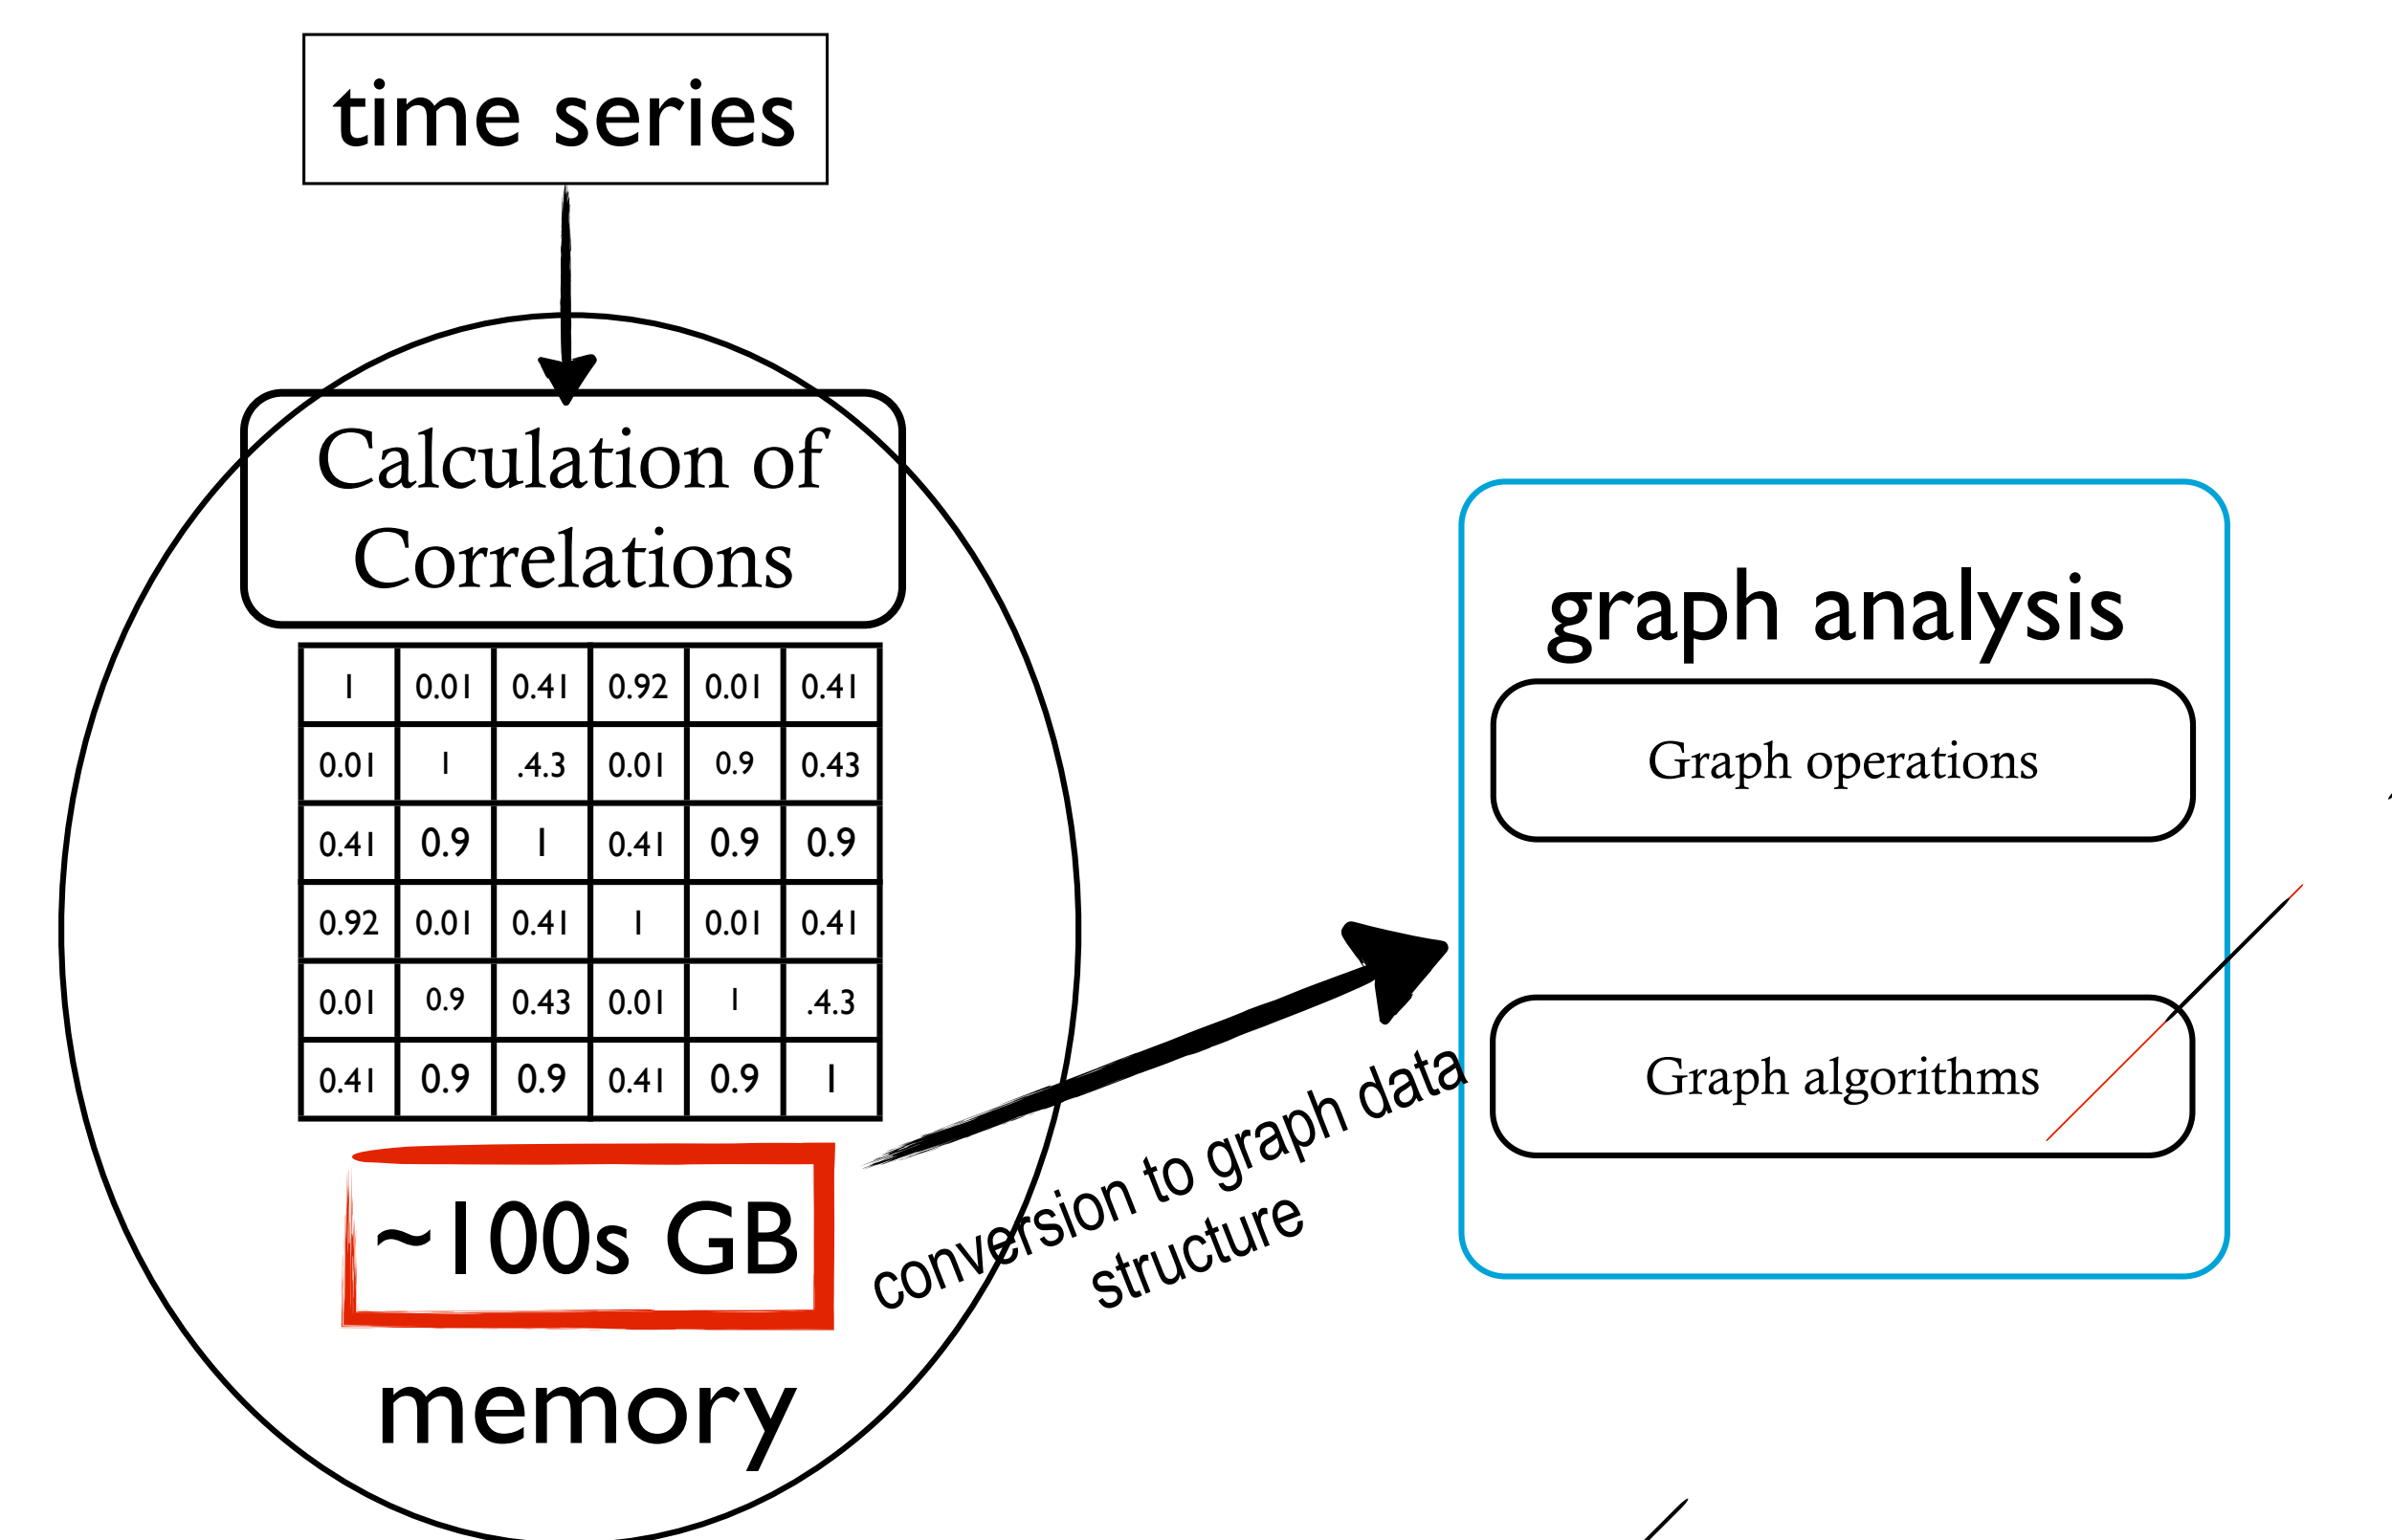 time series
Calculation of
Correlations
1 0.01 0.41 0.92 0.01 0.41
0.01 1 .4.3 0.01 0.9 0.43
0.41 0.9 1 0.41 0.9 0.9
0.92 0.01 0.41 1 0.01 0.41
0.01 0.9 0.43 0.01 1 .4.3
0.41 0.9 0.9 0.41 0.9 1
~100s GB
memory
conversion to graph data
structure
graph analysis
Graph operations
Graph algorithms